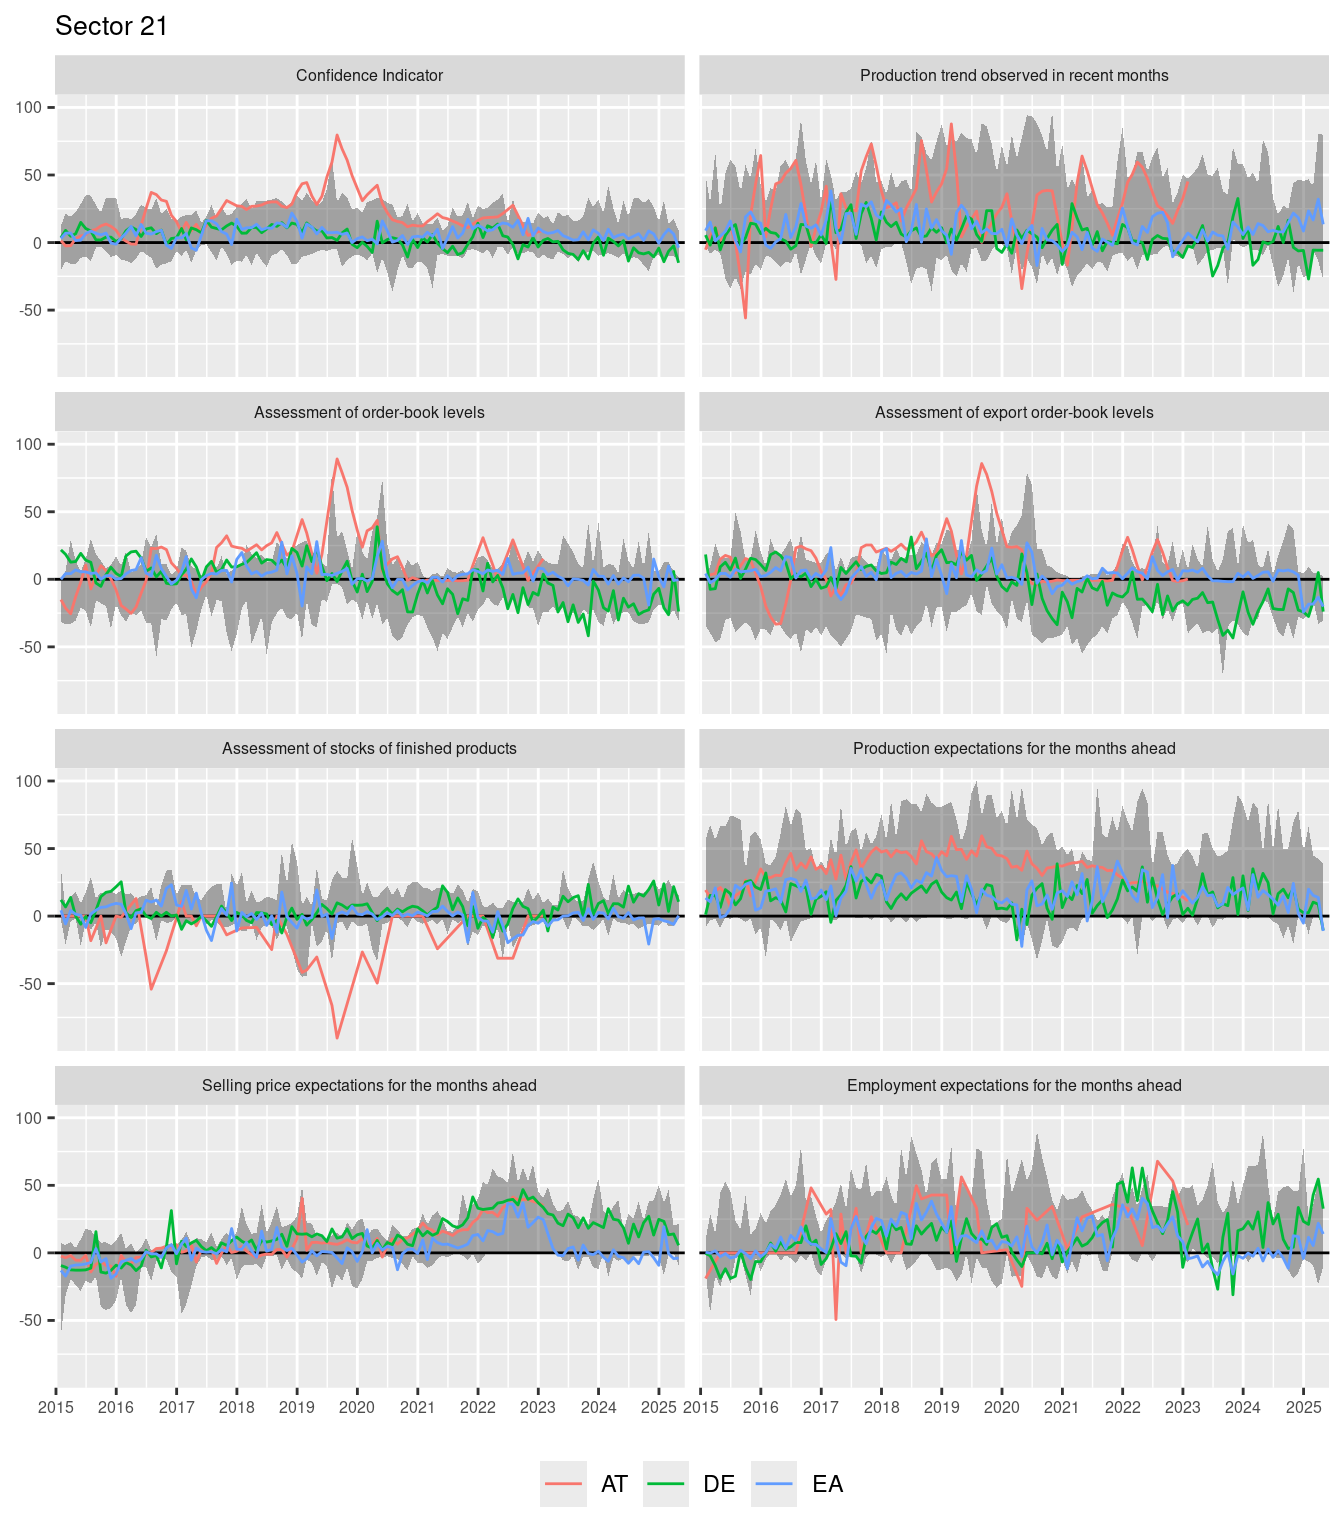 Sector 21
Confidence Indicator
Production trend observed in recent months
100
50
0
-50
Assessment of order-book levels
Assessment of export order-book levels
100
50
0
-50
Assessment of stocks of finished products
Production expectations for the months ahead
100
50
0
-50
Selling price expectations for the months ahead
Employment expectations for the months ahead
100
50
0
-50
2015 2016 2017 2018 2019 2020 2021 2022 2023 2024 2025
2015 2016 2017 2018 2019 2020 2021 2022 2023 2024 2025
AT DE EA